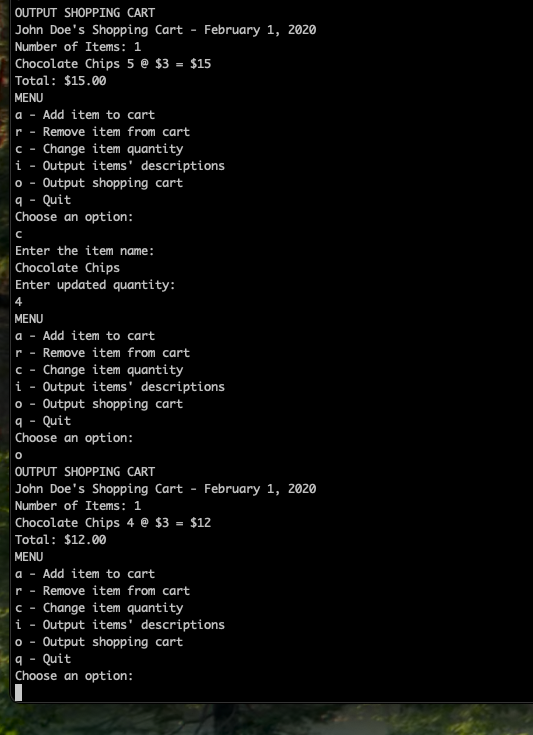 OUTPUT SHOPPING CART
John Doe's Shopping Cart - February 1, 2020
Number of Items: 1
Chocolate Chips 5 @ $3 = $15
Total: $15.00
MENU
a - Add item to cart
r - Remove item from cart
c - Change item quantity
i - Output items' descriptions
o - Output shopping cart
q - Quit
Choose an option:
c
Enter the item name:
Chocolate Chips
Enter updated quantity:
4
MENU
a - Add item to cart
r - Remove item from cart
c - Change item quantity
i - Output items' descriptions
o - Output shopping cart
q - Quit
Choose an option:
o
OUTPUT SHOPPING CART
John Doe's Shopping Cart - February 1, 2020
Number of Items: 1
Chocolate Chips 4 @ $3 = $12
Total: $12.00
MENU
a - Add item to cart
r - Remove item from cart
c - Change item quantity
i - Output items' descriptions
o - Output shopping cart
q - Quit
Choose an option: